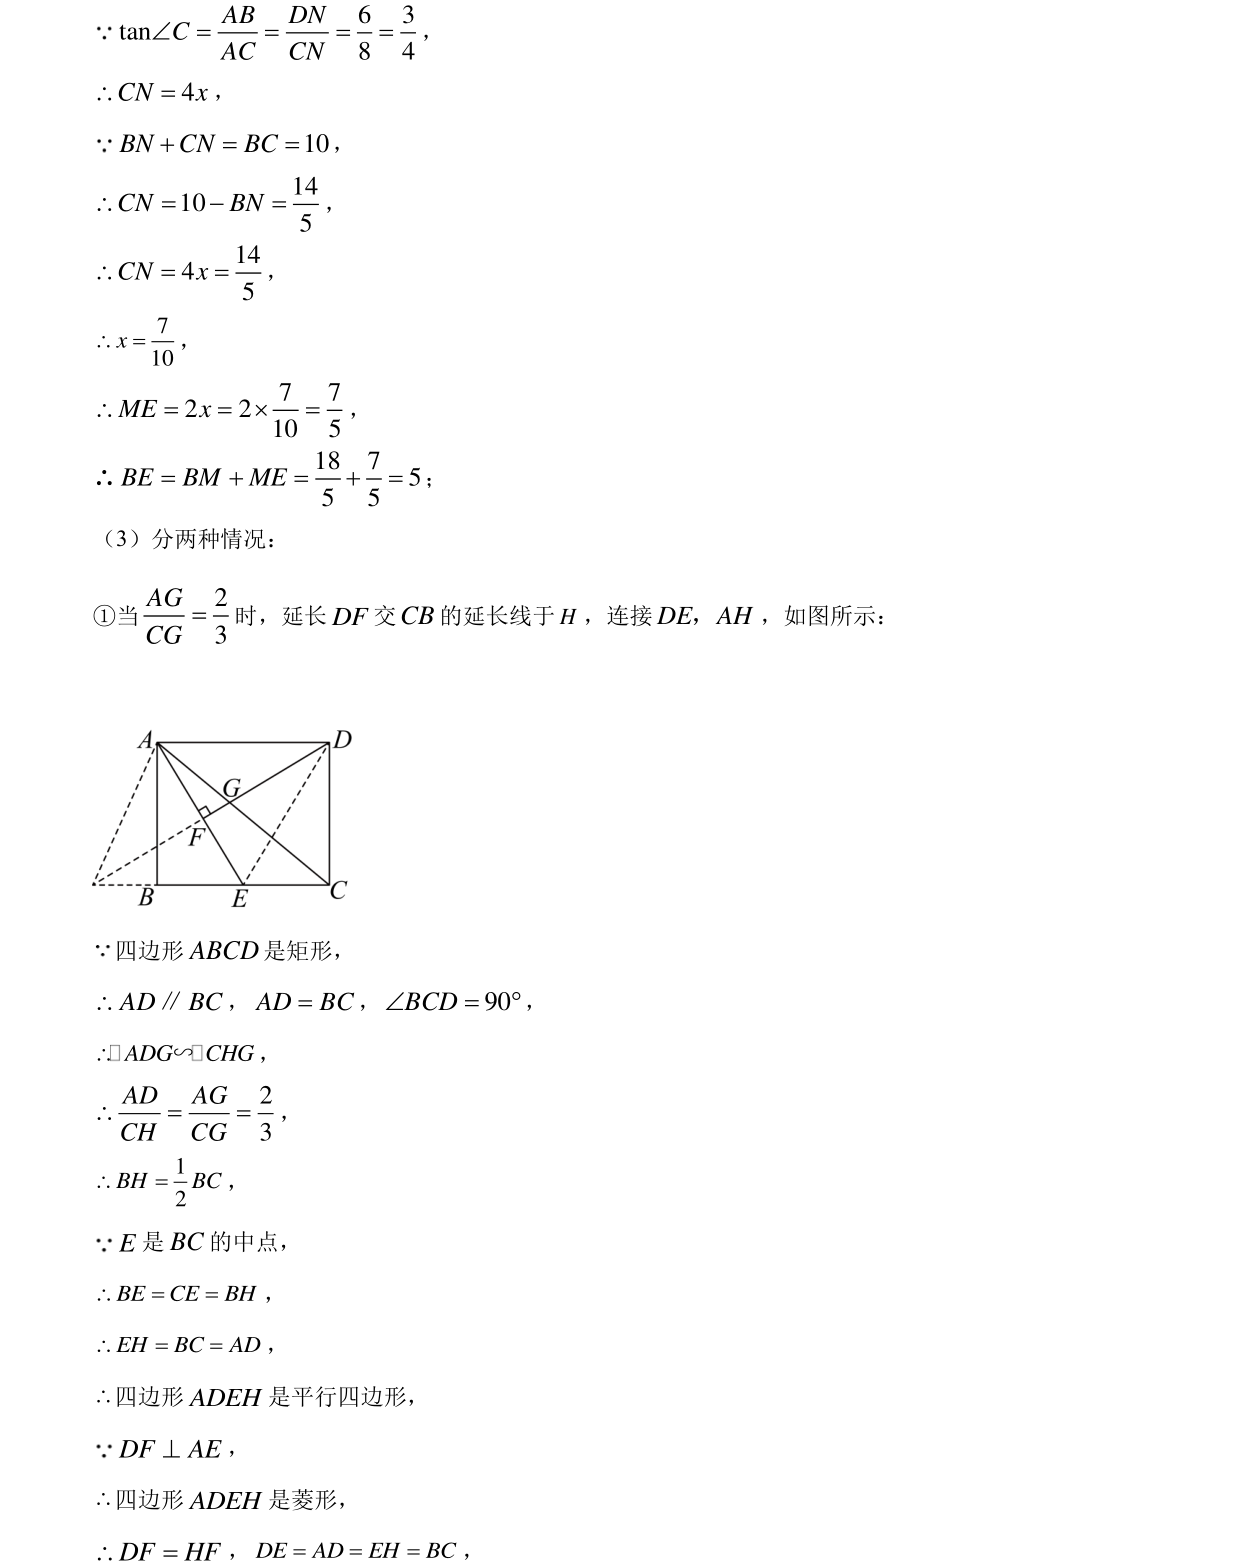 ∵ tan∠C = AB/AC = DN/CN = 6/8 = 3/4，
∴ CN = 4x，
∵ BN + CN = BC = 10，
∴ CN = 10 − BN = 14/5，
∴ CN = 4x = 14/5，
∴ x = 7/10，
∴ ME = 2x = 2 × 7/10 = 7/5，
∴ BE = BM + ME = 18/5 + 7/5 = 5；
（3）分两种情况：
①当 AG/CG = 2/3 时，延长 DF 交 CB 的延长线于 H，连接 DE，AH，如图所示：
A D
G
F
B E C
∵四边形 ABCD 是矩形，
∴ AD // BC，AD = BC，∠BCD = 90°，
∴□ADG∽□CHG，
∴ AD/CH = AG/CG = 2/3，
∴ BH = 1/2 BC，
∵ E 是 BC 的中点，
∴ BE = CE = BH，
∴ EH = BC = AD，
∴四边形 ADEH 是平行四边形，
∵ DF ⊥ AE，
∴四边形 ADEH 是菱形，
∴ DF = HF，DE = AD = EH = BC，